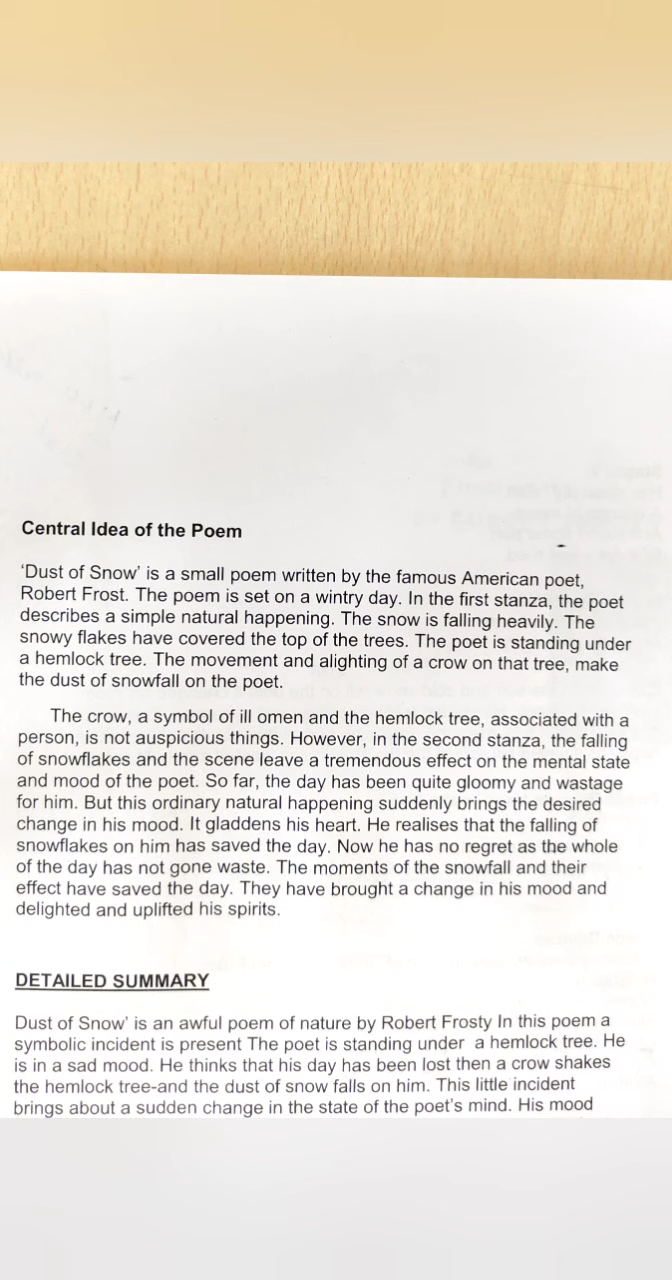 Central Idea of the Poem
‘Dust of Snow’ is a small poem written by the famous American poet,
Robert Frost. The poem is set on a wintry day. In the first stanza, the poet
describes a simple natural happening. The snow is falling heavily. The
snowy flakes have covered the top of the trees. The poet is standing under
a hemlock tree. The movement and alighting of a crow on that tree, make
the dust of snowfall on the poet.
The crow, a symbol of ill omen and the hemlock tree, associated with a
person, is not auspicious things. However, in the second stanza, the falling
of snowflakes and the scene leave a tremendous effect on the mental state
and mood of the poet. So far, the day has been quite gloomy and wastage
for him. But this ordinary natural happening suddenly brings the desired
change in his mood. It gladdens his heart. He realises that the falling of
snowflakes on him has saved the day. Now he has no regret as the whole
of the day has not gone waste. The moments of the snowfall and their
effect have saved the day. They have brought a change in his mood and
delighted and uplifted his spirits.
DETAILED SUMMARY
Dust of Snow’ is an awful poem of nature by Robert Frosty In this poem a
symbolic incident is present The poet is standing under a hemlock tree. He
is in a sad mood. He thinks that his day has been lost then a crow shakes
the hemlock tree-and the dust of snow falls on him. This little incident
brings about a sudden change in the state of the poet's mind. His mood